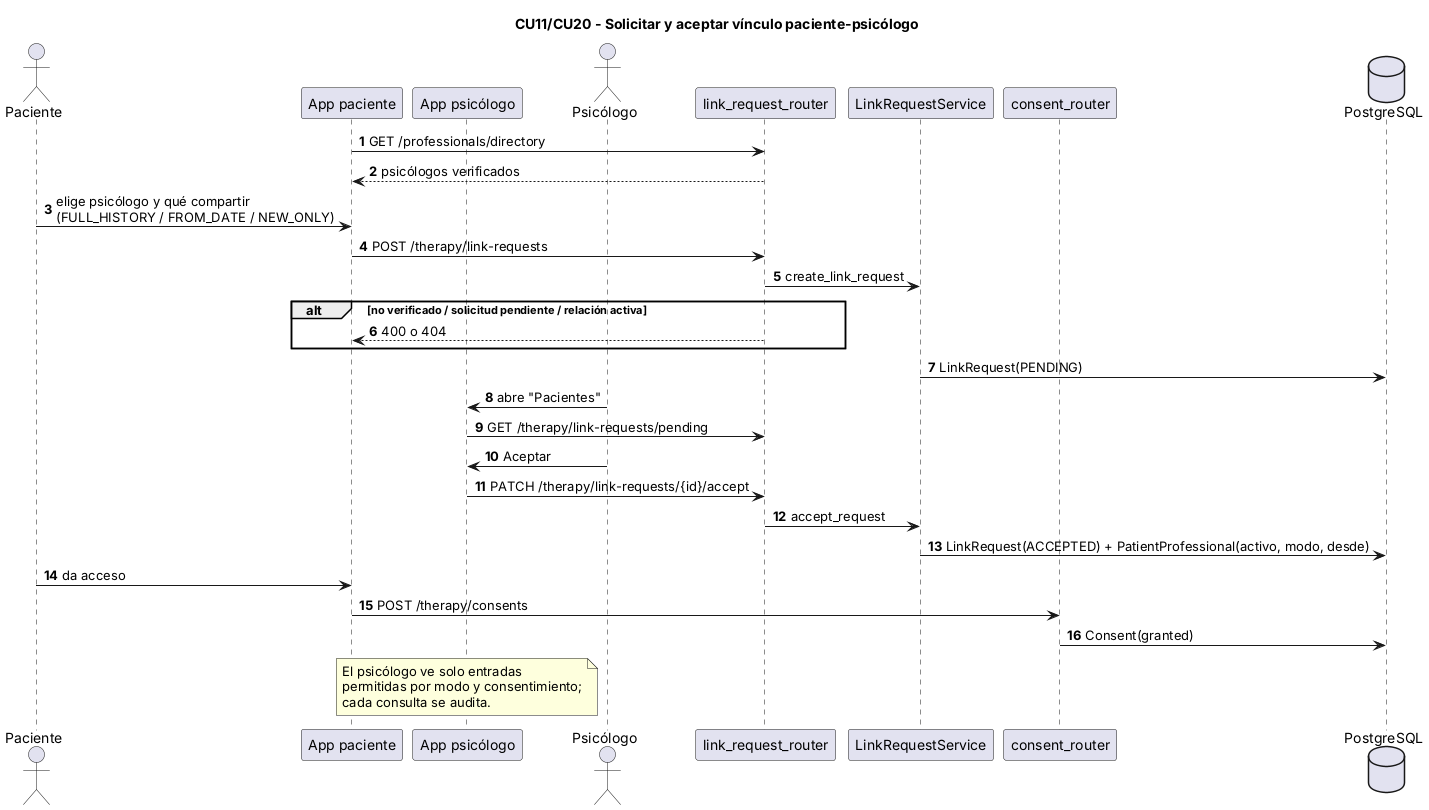 CU11/CU20 - Solicitar y aceptar vínculo paciente-psicólogo
Paciente
App paciente
App psicólogo
Psicólogo
link_request_router
LinkRequestService
consent_router
PostgreSQL
1 GET /professionals/directory
2 psicólogos verificados
3 elige psicólogo y qué compartir
(FULL_HISTORY / FROM_DATE / NEW_ONLY)
4 POST /therapy/link-requests
5 create_link_request
alt [no verificado / solicitud pendiente / relación activa]
6 400 o 404
7 LinkRequest(PENDING)
8 abre "Pacientes"
9 GET /therapy/link-requests/pending
10 Aceptar
11 PATCH /therapy/link-requests/{id}/accept
12 accept_request
13 LinkRequest(ACCEPTED) + PatientProfessional(activo, modo, desde)
14 da acceso
15 POST /therapy/consents
16 Consent(granted)
El psicólogo ve solo entradas
permitidas por modo y consentimiento;
cada consulta se audita.
Paciente
App paciente
App psicólogo
Psicólogo
link_request_router
LinkRequestService
consent_router
PostgreSQL